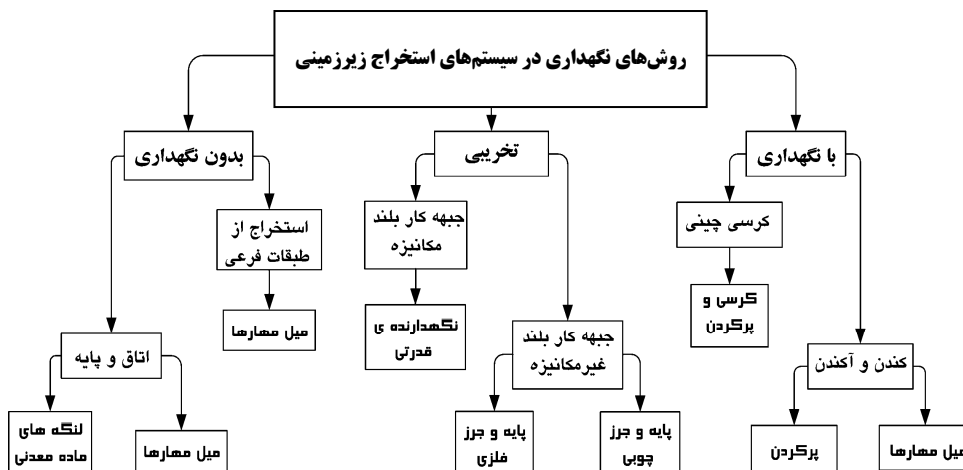 روش‌های نگهداری در سیستم‌های استخراج زیرزمینی
با نگهداری
تخریبی
بدون نگهداری
کرسی چینی
جبهه کار بلند
مکانیزه
استخراج از
طبقات فرعی
کرسی و
پرکردن
نگهدارنده ی
قدرتی
میل مهارها
کندن و آکندن
جبهه کار بلند
غیرمکانیزه
اتاق و پایه
میل مهارها
پرکردن
پایه و جرز
چوبی
پایه و جرز
فلزی
میل مهارها
لنگه های
ماده معدنی